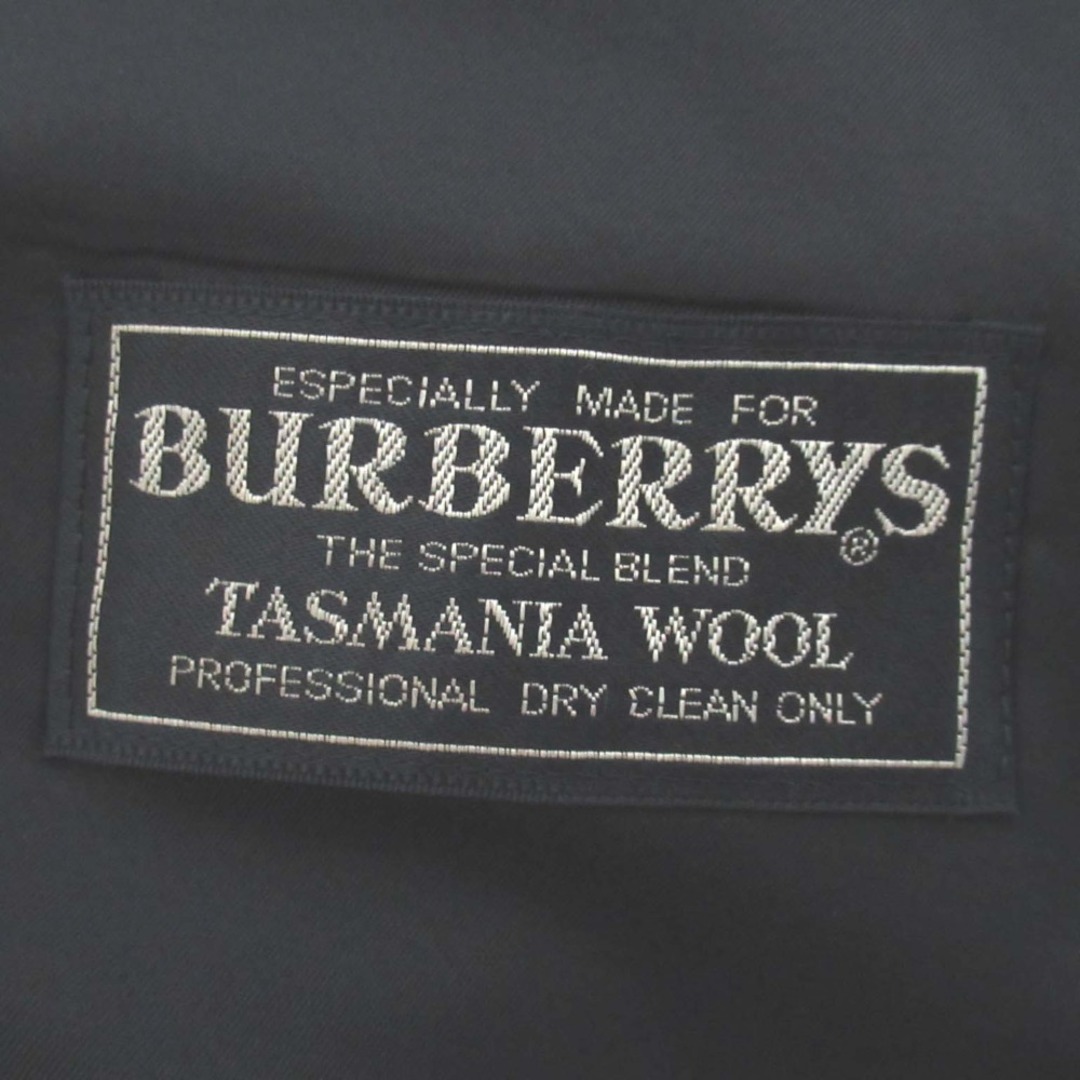 ESPECIALLY MADE FOR
BURBERRYS®
THE SPECIAL BLEND
TASMANIA WOOL
PROFESSIONAL DRY CLEAN ONLY